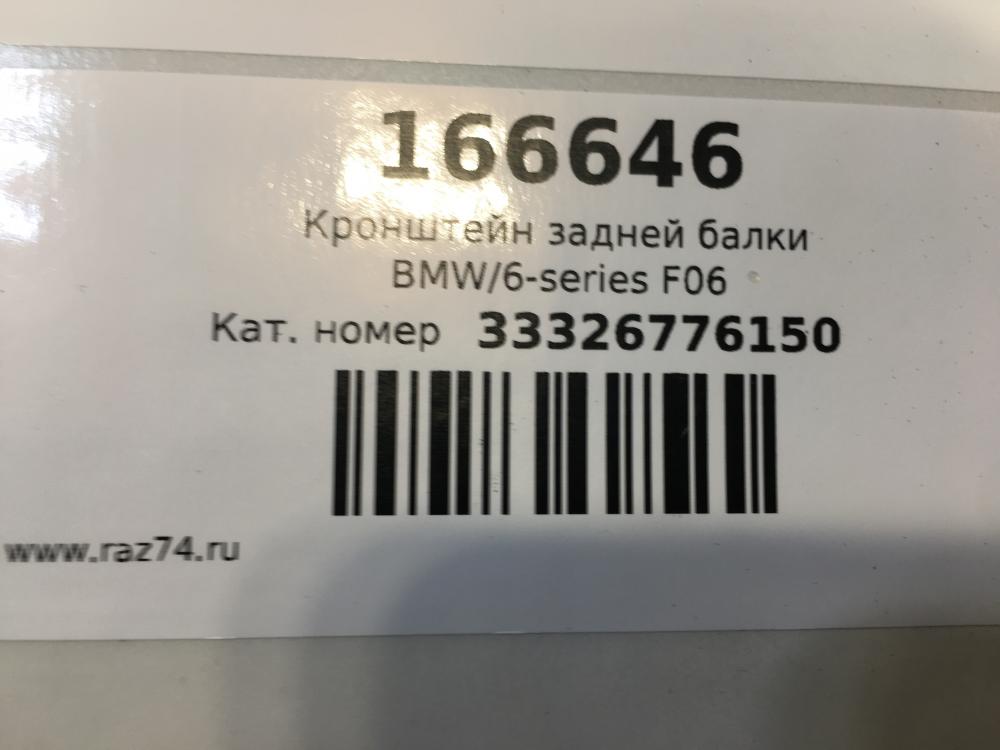 166646
Кронштейн задней балки
BMW/6-series F06
Кат. номер 33326776150
www.raz74.ru